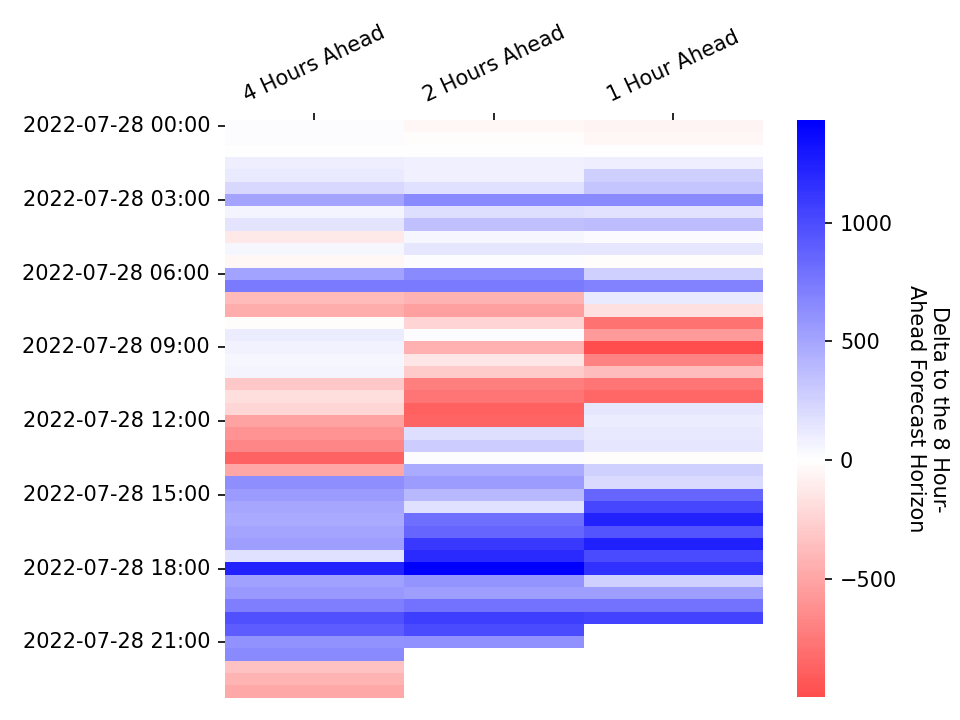 4 Hours Ahead
2 Hours Ahead
1 Hour Ahead
2022-07-28 00:00
2022-07-28 03:00
2022-07-28 06:00
2022-07-28 09:00
2022-07-28 12:00
2022-07-28 15:00
2022-07-28 18:00
2022-07-28 21:00
1000
500
0
−500
Delta to the 8 Hour-
Ahead Forecast Horizon